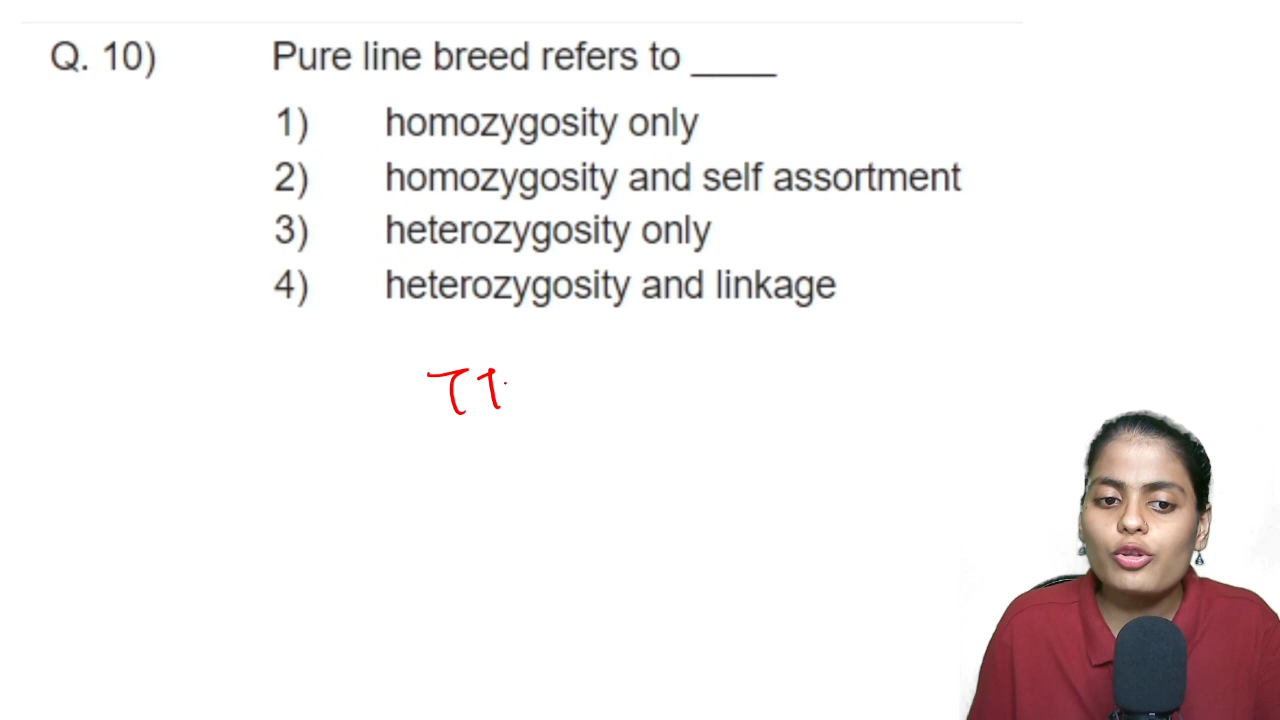 Q. 10) Pure line breed refers to ____
1) homozygosity only
2) homozygosity and self assortment
3) heterozygosity only
4) heterozygosity and linkage
TT